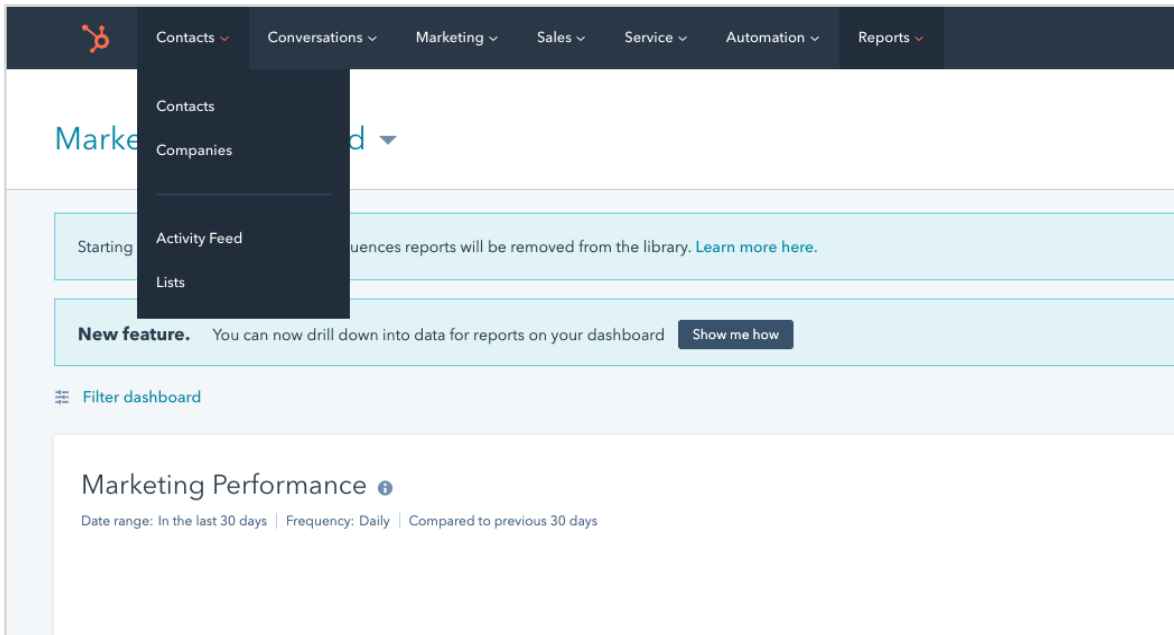 Contacts Conversations Marketing Sales Service Automation Reports
Contacts
Companies
Activity Feed
Lists
Marke d
Starting uences reports will be removed from the library. Learn more here.
New feature. You can now drill down into data for reports on your dashboard Show me how
Filter dashboard
Marketing Performance
Date range: In the last 30 days Frequency: Daily Compared to previous 30 days